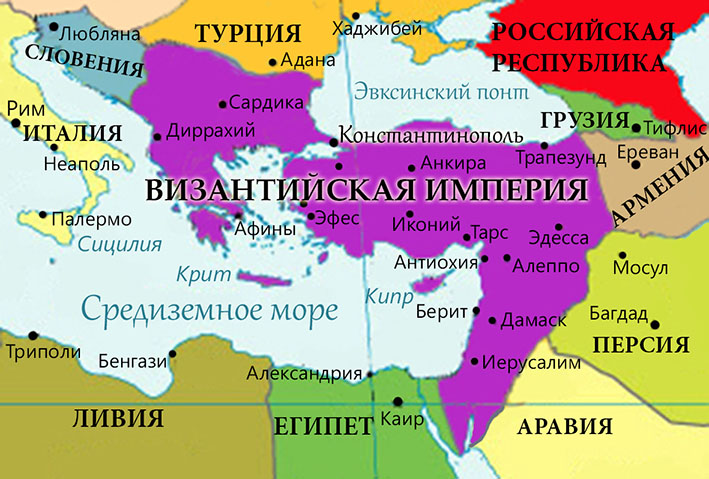 Любляна
СЛОВЕНИЯ
ТУРЦИЯ
Адана
Хаджибей
РОССИЙСКАЯ
РЕСПУБЛИКА
Эвксинский понт
Сардика
Диррахий
Рим
ИТАЛИЯ
Неаполь
Константинополь
ГРУЗИЯ
Тифлис
Трапезунд
Ереван
АРМЕНИЯ
Анкира
ВИЗАНТИЙСКАЯ ИМПЕРИЯ
Палермо
Сицилия
Афины
Эфес
Иконий
Тарс
Эдесса
Крит
Антиохия
Алеппо
Мосул
Кипр
Средиземное море
Берит
Дамаск
Багдад
ПЕРСИЯ
Триполи
Бенгази
Александрия
Иерусалим
ЛИВИЯ
ЕГИПЕТ
Каир
АРАВИЯ